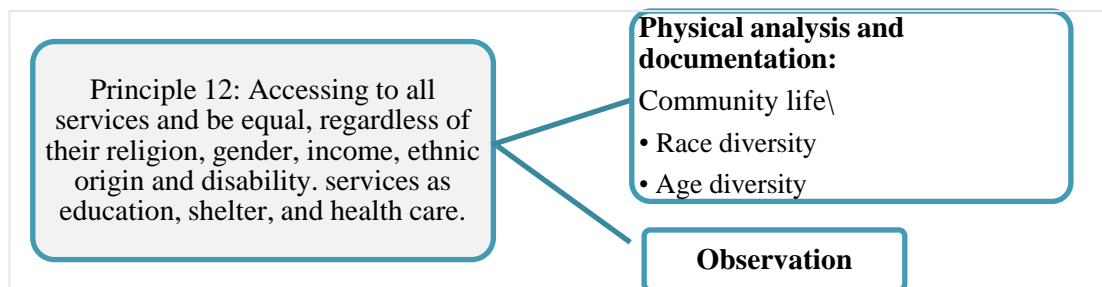 Principle 12: Accessing to all
services and be equal, regardless of
their religion, gender, income, ethnic
origin and disability. services as
education, shelter, and health care.
Physical analysis and
documentation:
Community life\
• Race diversity
• Age diversity
Observation